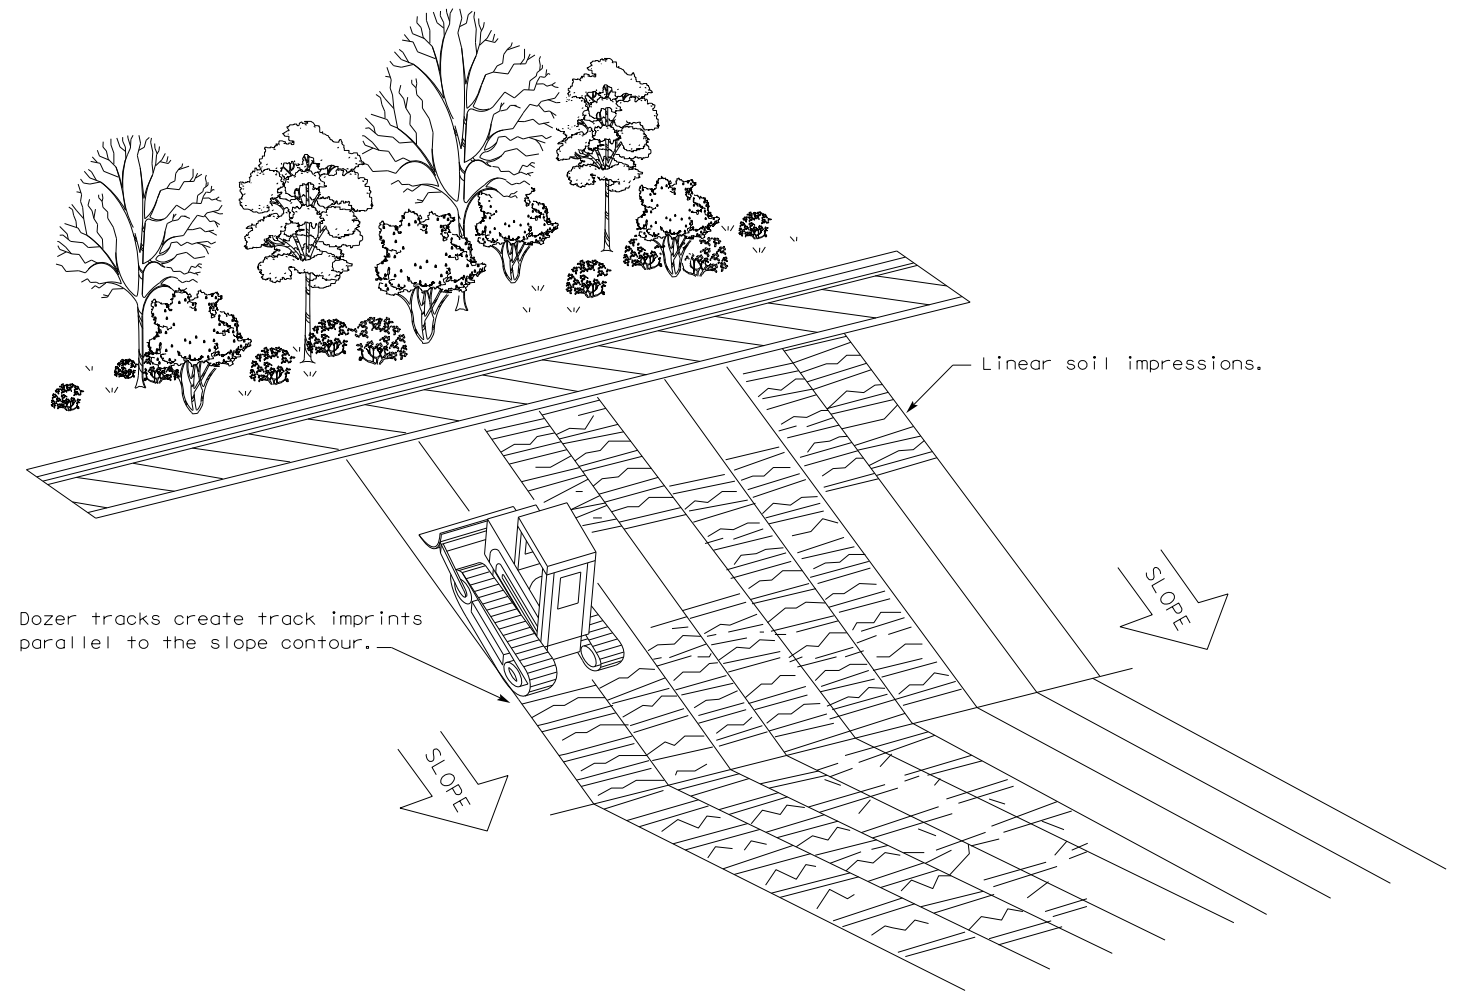 Linear soil impressions.
SLOPE
Dozer tracks create track imprints
parallel to the slope contour.
SLOPE